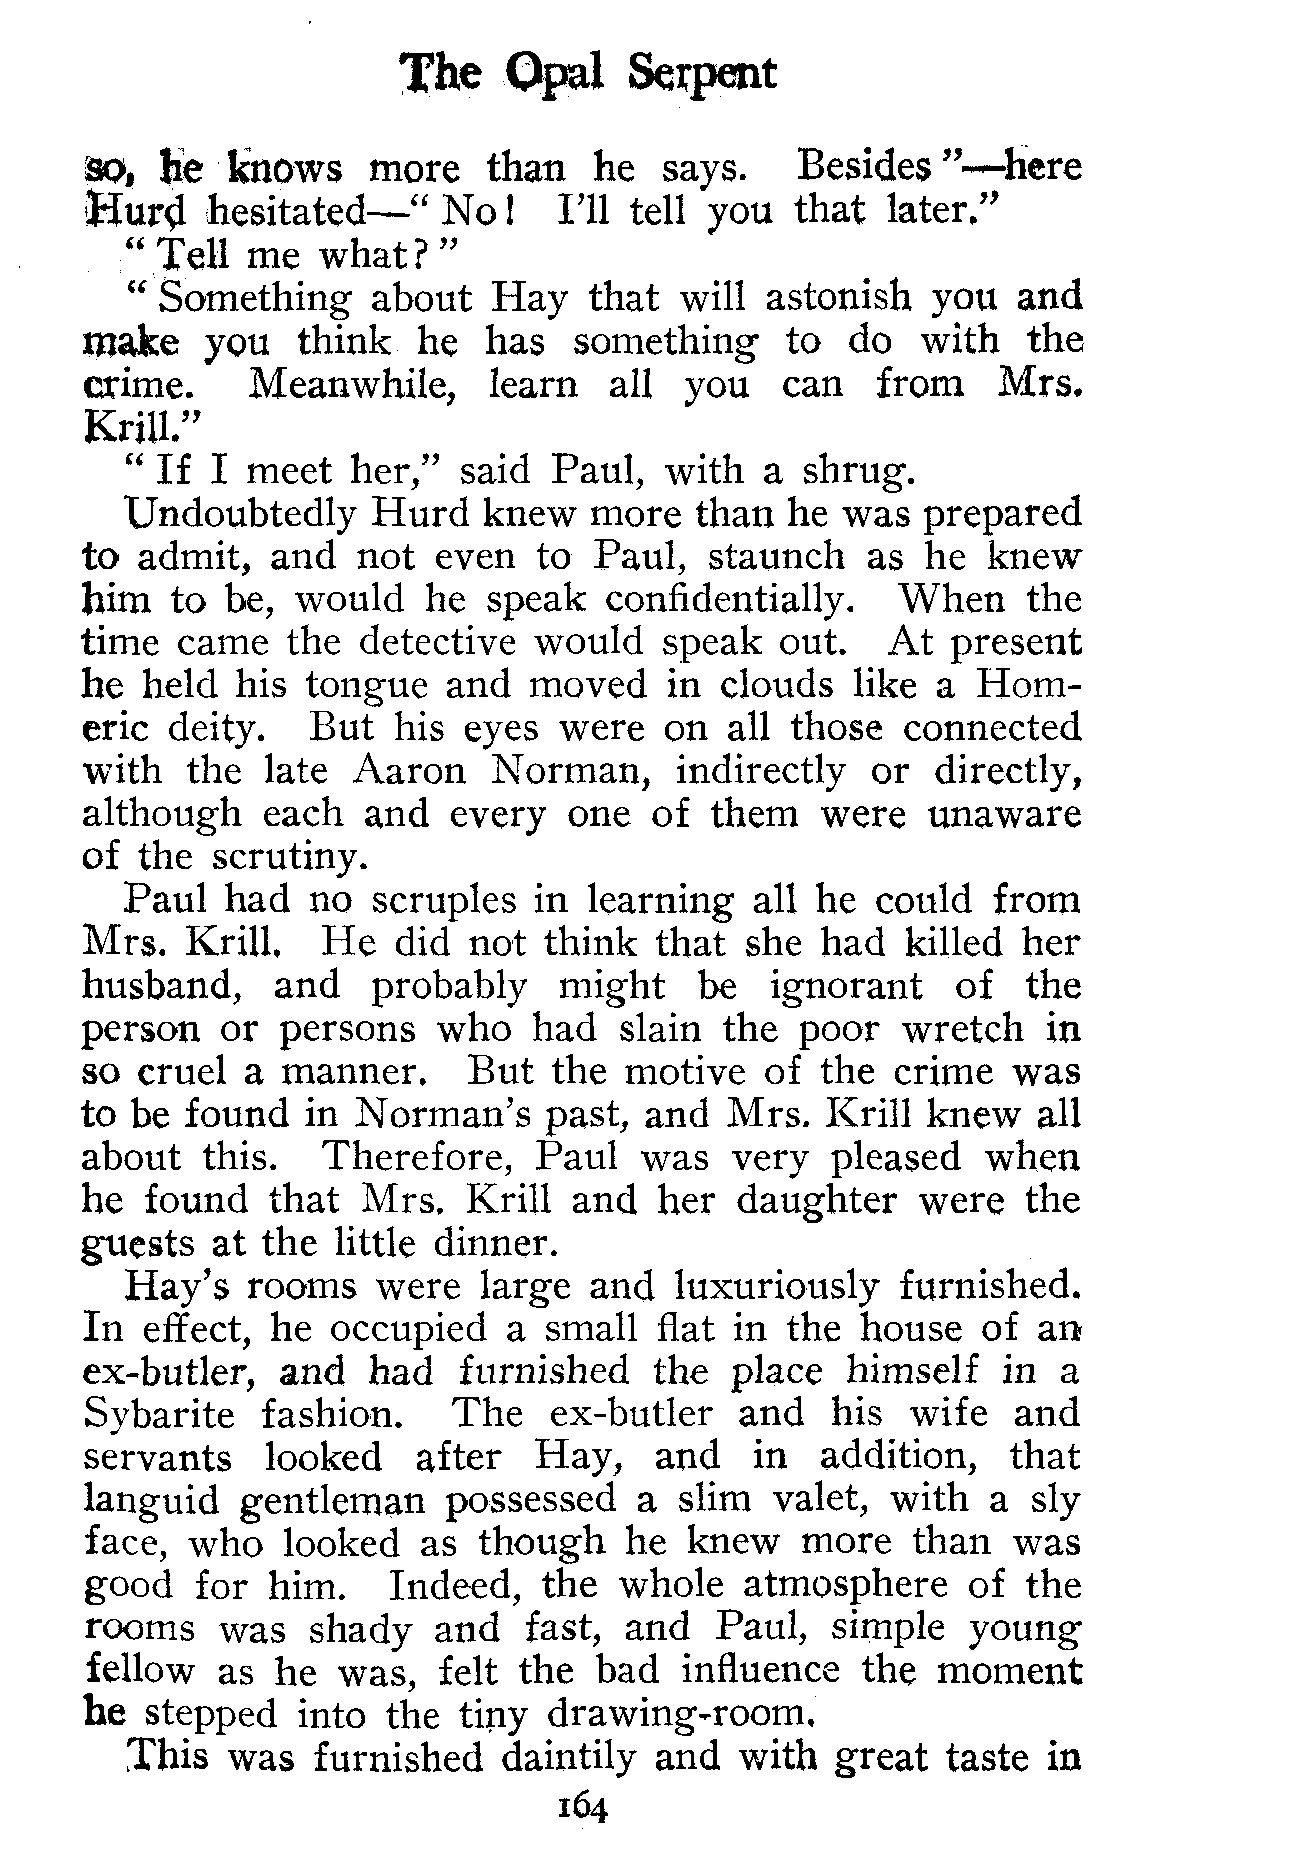 The Opal Serpent
so, he knows more than he says. Besides"—here
Hurd hesitated—"No! I'll tell you that later."
"Tell me what?"
"Something about Hay that will astonish you and
make you think he has something to do with the
crime. Meanwhile, learn all you can from Mrs.
Krill."
"If I meet her," said Paul, with a shrug.
Undoubtedly Hurd knew more than he was prepared
to admit, and not even to Paul, staunch as he knew
him to be, would he speak confidentially. When the
time came the detective would speak out. At present
he held his tongue and moved in clouds like a Hom-
eric deity. But his eyes were on all those connected
with the late Aaron Norman, indirectly or directly,
although each and every one of them were unaware
of the scrutiny.
Paul had no scruples in learning all he could from
Mrs. Krill. He did not think that she had killed her
husband, and probably might be ignorant of the
person or persons who had slain the poor wretch in
so cruel a manner. But the motive of the crime was
to be found in Norman's past, and Mrs. Krill knew all
about this. Therefore, Paul was very pleased when
he found that Mrs. Krill and her daughter were the
guests at the little dinner.
Hay's rooms were large and luxuriously furnished.
In effect, he occupied a small flat in the house of an
ex-butler, and had furnished the place himself in a
Sybarite fashion. The ex-butler and his wife and
servants looked after Hay, and in addition, that
languid gentleman possessed a slim valet, with a sly
face, who looked as though he knew more than was
good for him. Indeed, the whole atmosphere of the
rooms was shady and fast, and Paul, simple young
fellow as he was, felt the bad influence the moment
he stepped into the tiny drawing-room.
This was furnished daintily and with great taste in
164